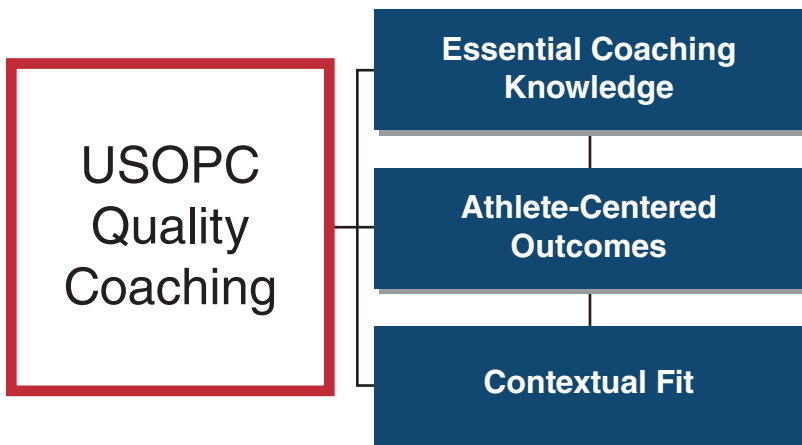 USOPC
Quality
Coaching
Essential Coaching
Knowledge
Athlete-Centered
Outcomes
Contextual Fit